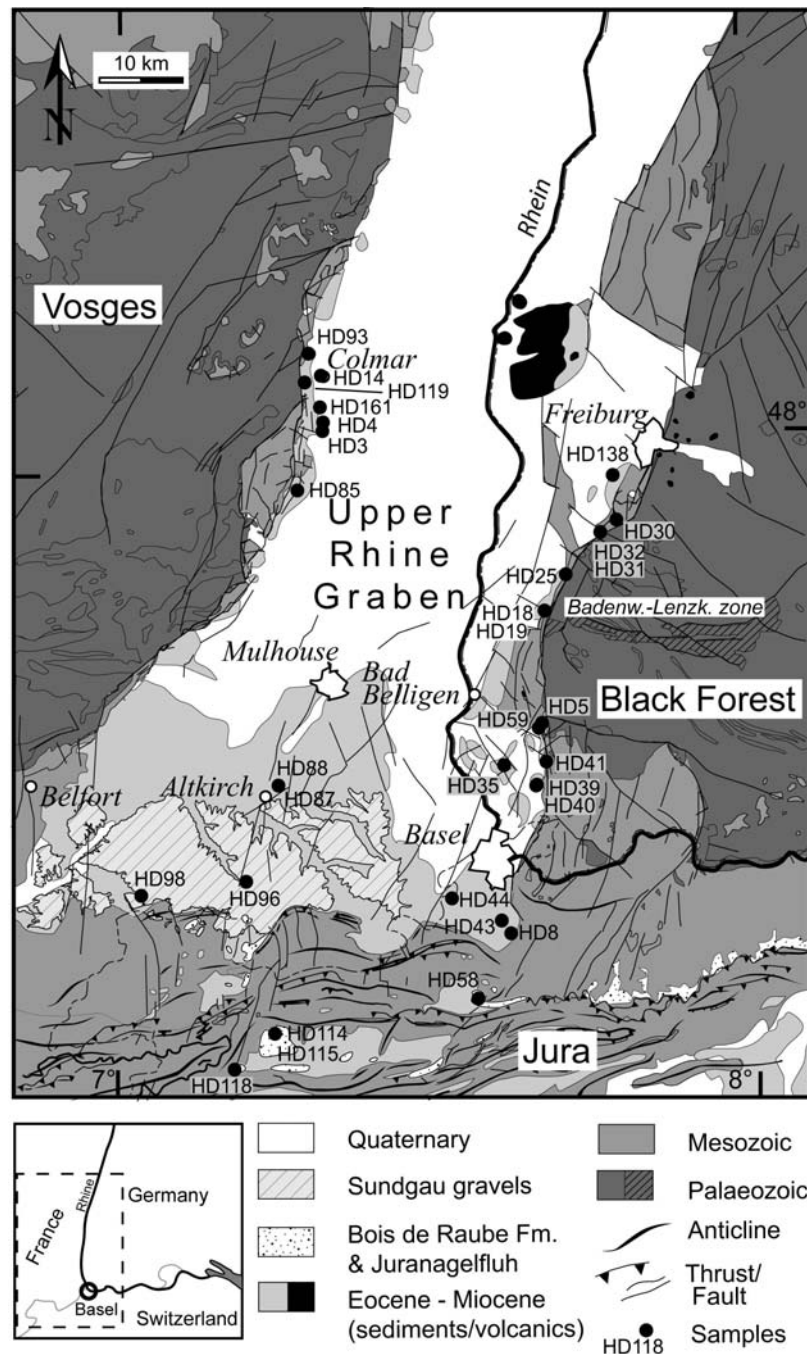 10 km
N
Rhein
Vosges
HD93
Colmar
HD14
HD119
HD161
HD4
HD3
Freiburg
48°
HD138
HD85
Upper
Rhine
Graben
HD30
HD32
HD31
HD25
HD18
HD19
Badenw.-Lenzk. zone
Mulhouse
Bad
Belligen
Black Forest
HD5
HD59
HD41
HD35
HD39
HD40
HD88
HD87
Altkirch
Belfort
Basel
HD98
HD96
HD44
HD43
HD8
HD58
HD114
HD115
Jura
HD118
7°
8°
France
Rhine
Germany
Basel
Switzerland
Quaternary
Sundgau gravels
Bois de Raube Fm.
& Juranagelfluh
Eocene - Miocene
(sediments/volcanics)
Mesozoic
Palaeozoic
Anticline
Thrust/
Fault
HD118
Samples